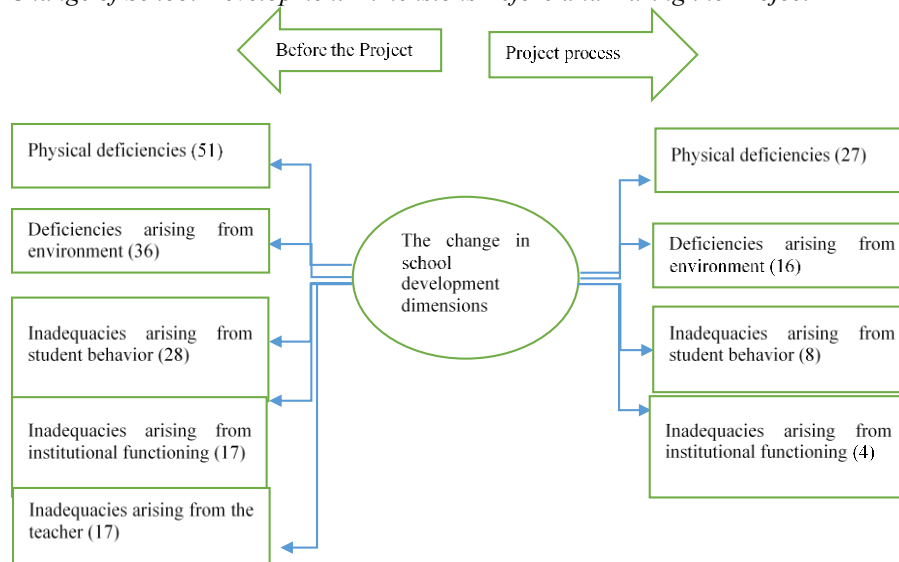 Before the Project
Project process
Physical deficiencies (51)
Deficiencies arising from
environment (36)
Inadequacies arising from
student behavior (28)
Inadequacies arising from
institutional functioning (17)
Inadequacies arising from the
teacher (17)
The change in
school
development
dimensions
Physical deficiencies (27)
Deficiencies arising from
environment (16)
Inadequacies arising from
student behavior (8)
Inadequacies arising from
institutional functioning (4)